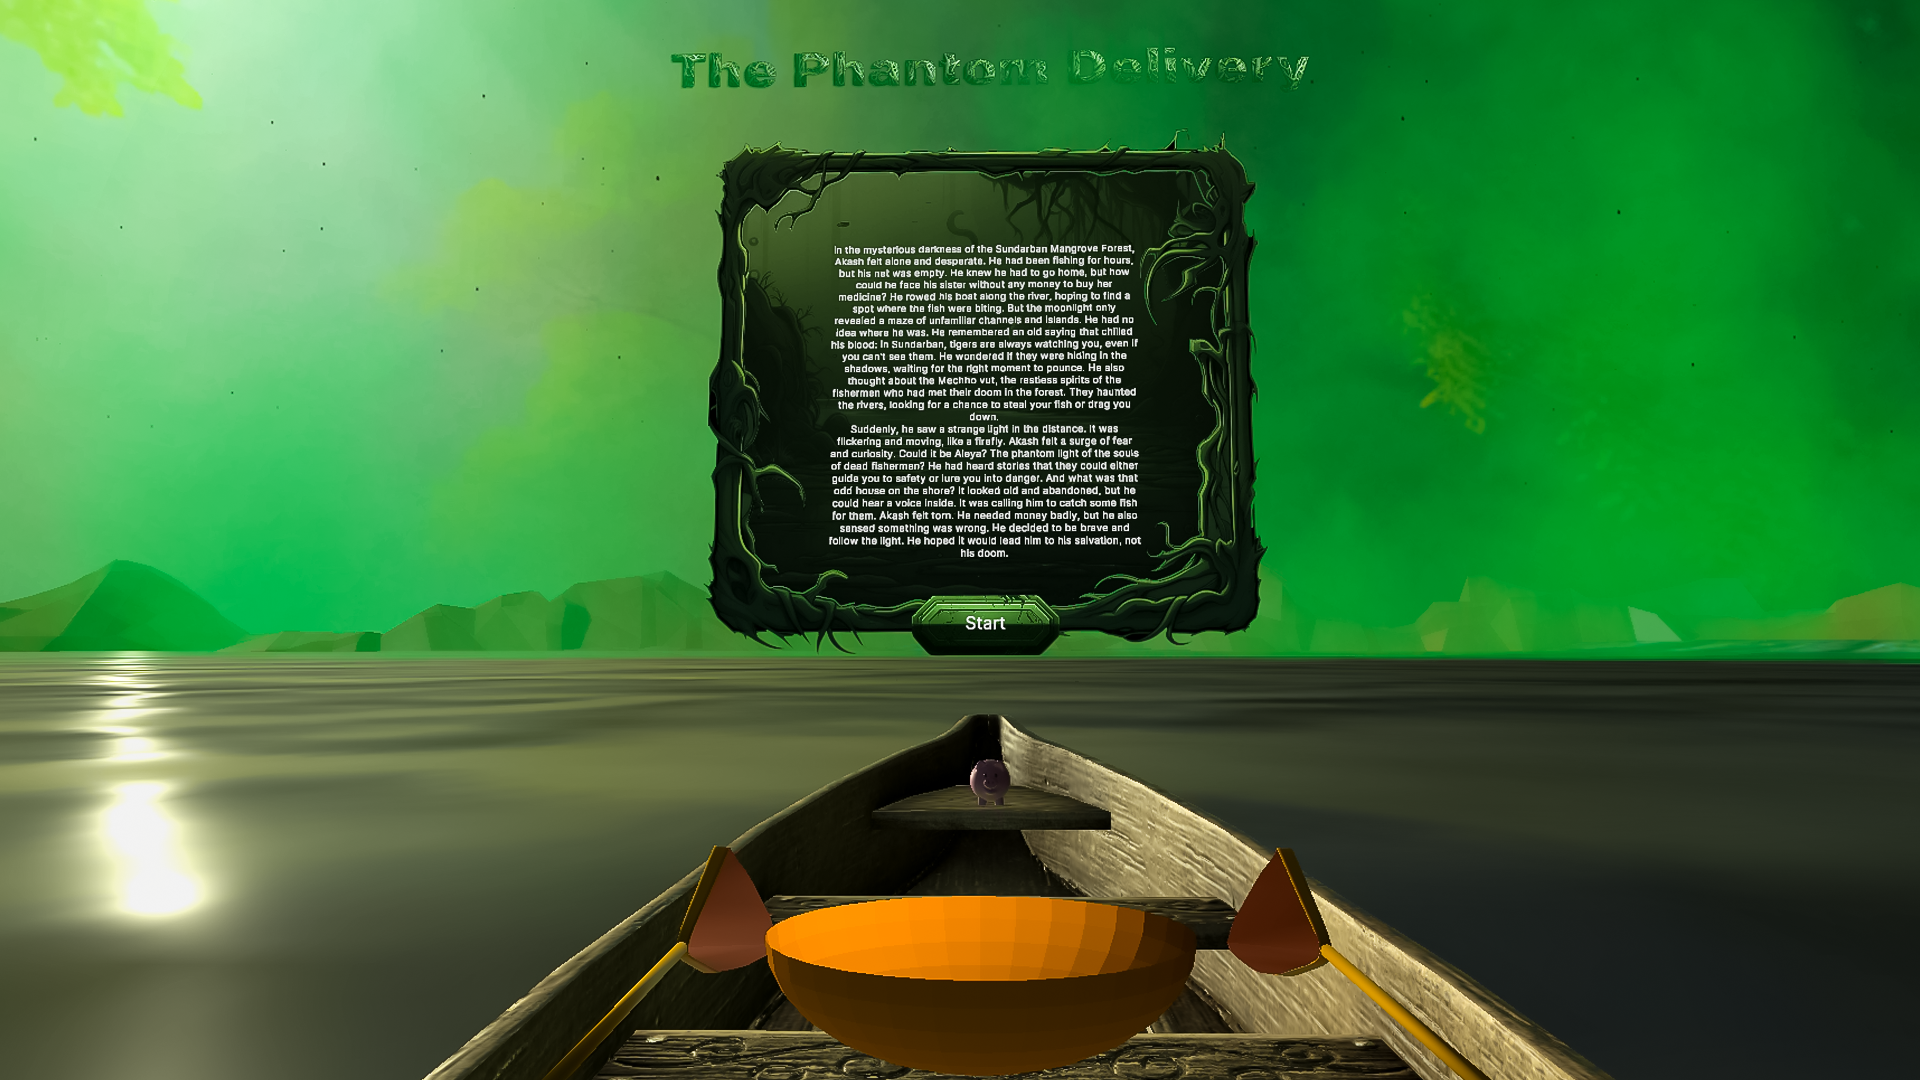 The Phantom Delivery
In the mysterious darkness of the Sundarban Mangrove Forest,
Akash felt alone and desperate. He had been fishing for hours,
but his net was empty. He knew he had to go home, but how
could he face his sister without any money to buy her
medicine? He rowed his boat along the river, hoping to find a
spot where the fish were biting. But the moonlight only
revealed a maze of unfamiliar channels and islands. He had no
idea where he was. He remembered an old saying that chilled
his blood: In Sundarban, tigers are always watching you, even if
you can't see them. He wondered if they were hiding in the
shadows, waiting for the right moment to pounce. He also
thought about the Mechho vut, the restless spirits of the
fishermen who had met their doom in the forest. They haunted
the rivers, looking for a chance to steal your fish or drag you
down.
Suddenly, he saw a strange light in the distance. It was
flickering and moving, like a firefly. Akash felt a surge of fear
and curiosity. Could it be Aleya? The phantom light of the souls
of dead fishermen? He had heard stories that they could either
guide you to safety or lure you into danger. And what was that
odd house on the shore? It looked old and abandoned, but he
could hear a voice inside. It was calling him to catch some fish
for them. Akash felt torn. He needed money badly, but he also
sensed something was wrong. He decided to be brave and
follow the light. He hoped it would lead him to his salvation, not
his doom.
Start